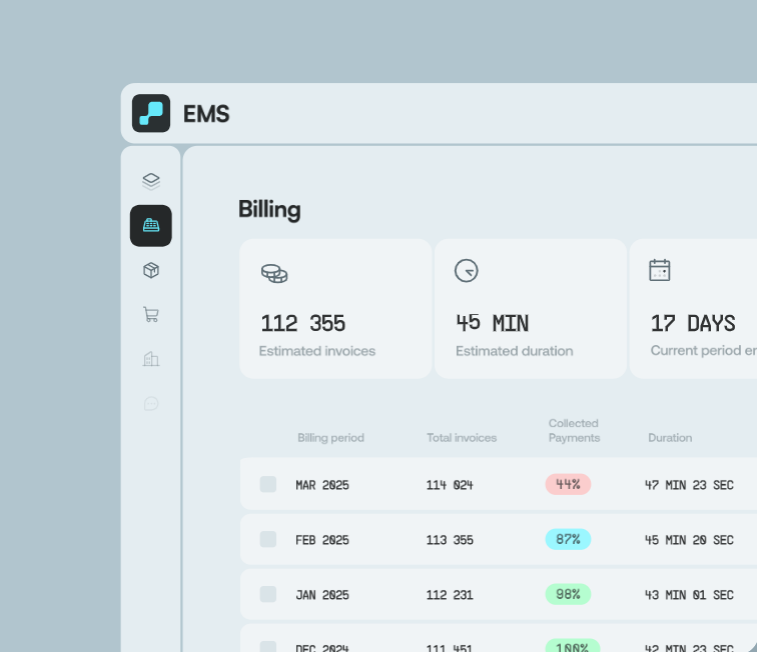 EMS
Billing
112 355
Estimated invoices
45 MIN
Estimated duration
17 DAYS
Current period
Billing period
Total invoices
Collected
Payments
Duration
MAR 2025
114 024
44%
47 MIN 23 SEC
FEB 2025
113 355
87%
45 MIN 20 SEC
JAN 2025
112 231
98%
43 MIN 01 SEC
DEC 2024
111 451
100%
42 MIN 23 SEC